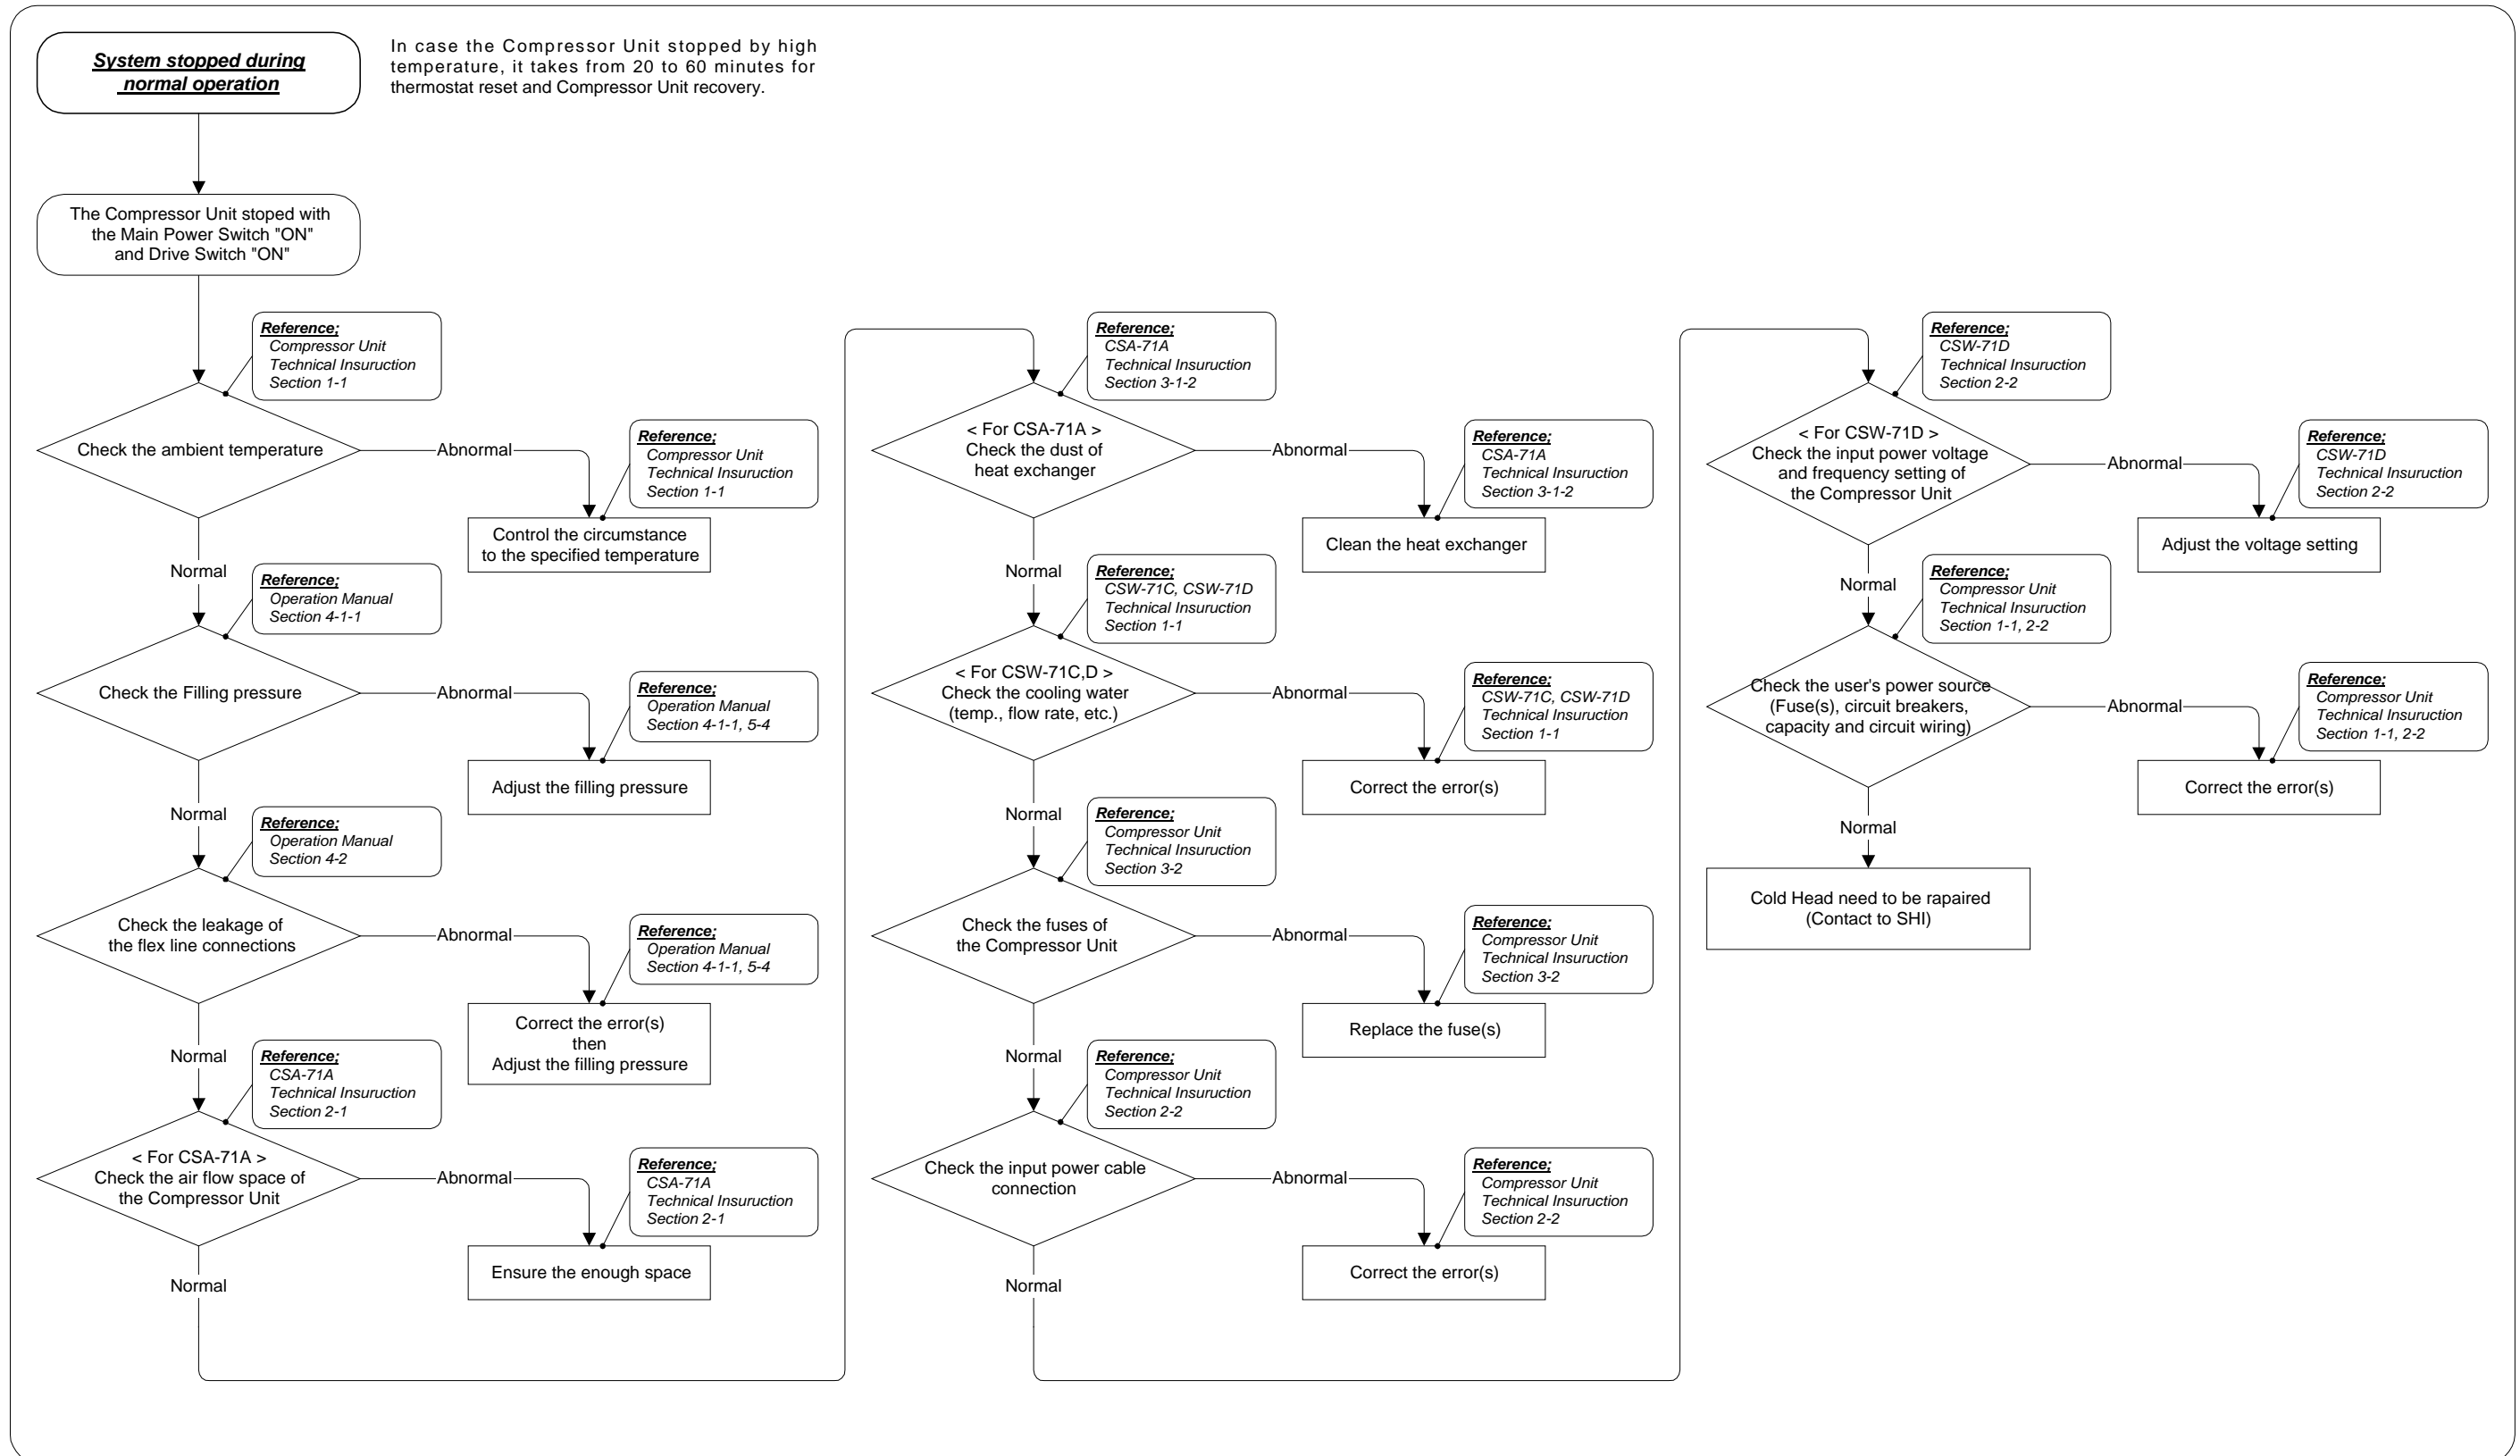 System stopped during
normal operation
In case the Compressor Unit stopped by high
temperature, it takes from 20 to 60 minutes for
thermostat reset and Compressor Unit recovery.
The Compressor Unit stoped with
the Main Power Switch "ON"
and Drive Switch "ON"
Reference;
Compressor Unit
Technical Insuruction
Section 1-1
Check the ambient temperature
Abnormal
Reference;
Compressor Unit
Technical Insuruction
Section 1-1
Control the circumstance
to the specified temperature
Normal
Reference;
Operation Manual
Section 4-1-1
Check the Filling pressure
Abnormal
Reference;
Operation Manual
Section 4-1-1, 5-4
Adjust the filling pressure
Normal
Reference;
Operation Manual
Section 4-2
Check the leakage of
the flex line connections
Abnormal
Reference;
Operation Manual
Section 4-1-1, 5-4
Correct the error(s)
then
Adjust the filling pressure
Normal
Reference;
CSA-71A
Technical Insuruction
Section 2-1
< For CSA-71A >
Check the air flow space of
the Compressor Unit
Abnormal
Reference;
CSA-71A
Technical Insuruction
Section 2-1
Ensure the enough space
Normal
Reference;
CSA-71A
Technical Insuruction
Section 3-1-2
< For CSA-71A >
Check the dust of
heat exchanger
Abnormal
Reference;
CSA-71A
Technical Insuruction
Section 3-1-2
Clean the heat exchanger
Normal
Reference;
CSW-71C, CSW-71D
Technical Insuruction
Section 1-1
< For CSW-71C,D >
Check the cooling water
(temp., flow rate, etc.)
Abnormal
Reference;
CSW-71C, CSW-71D
Technical Insuruction
Section 1-1
Correct the error(s)
Normal
Reference;
Compressor Unit
Technical Insuruction
Section 3-2
Check the fuses of
the Compressor Unit
Abnormal
Reference;
Compressor Unit
Technical Insuruction
Section 3-2
Replace the fuse(s)
Normal
Reference;
Compressor Unit
Technical Insuruction
Section 2-2
Check the input power cable
connection
Abnormal
Reference;
Compressor Unit
Technical Insuruction
Section 2-2
Correct the error(s)
Normal
Reference;
CSW-71D
Technical Insuruction
Section 2-2
< For CSW-71D >
Check the input power voltage
and frequency setting of
the Compressor Unit
Abnormal
Reference;
CSW-71D
Technical Insuruction
Section 2-2
Adjust the voltage setting
Normal
Reference;
Compressor Unit
Technical Insuruction
Section 1-1, 2-2
Check the user's power source
(Fuse(s), circuit breakers,
capacity and circuit wiring)
Abnormal
Reference;
Compressor Unit
Technical Insuruction
Section 1-1, 2-2
Correct the error(s)
Normal
Cold Head need to be rapaired
(Contact to SHI)